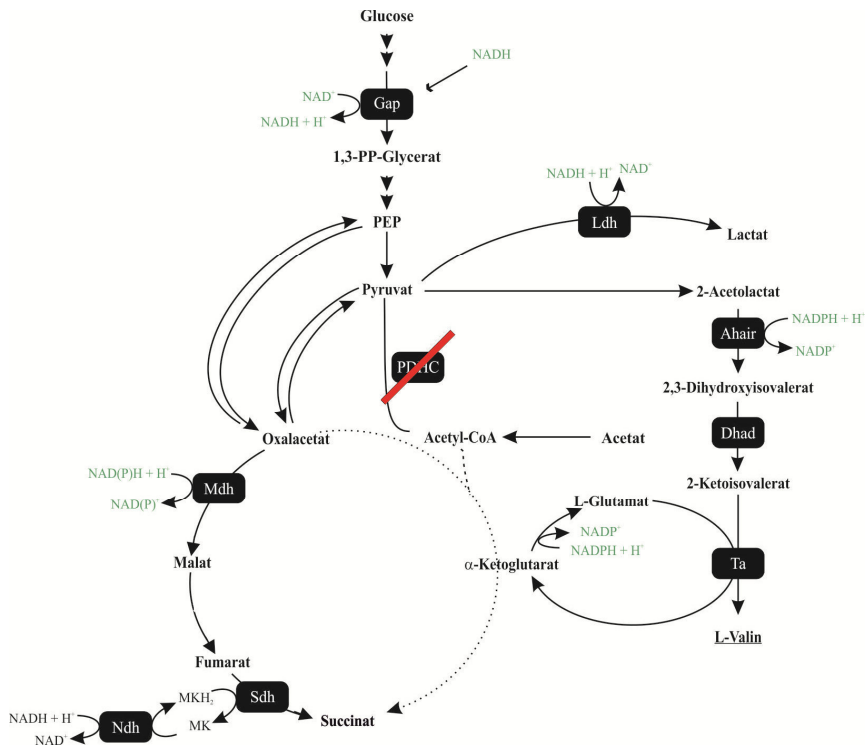 Glucose
NADH
NAD⁺
Gap
NADH + H⁺
1,3-PP-Glycerat
NADH + H⁺ NAD⁺
PEP
Ldh
Lactat
Pyruvat
2-Acetolactat
NADPH + H⁺
Ahair
NADP⁺
PDHC
2,3-Dihydroxyisovalerat
Oxalacetat
Acetyl-CoA
Acetat
Dhad
NAD(P)H + H⁺
Mdh
NAD(P)⁺
2-Ketoisovalerat
L-Glutamat
NADP⁺
NADPH + H⁺
Malat
α-Ketoglutarat
Ta
L-Valin
Fumarat
MKH₂
Sdh
NADH + H⁺
Ndh
MK
Succinat
NAD⁺